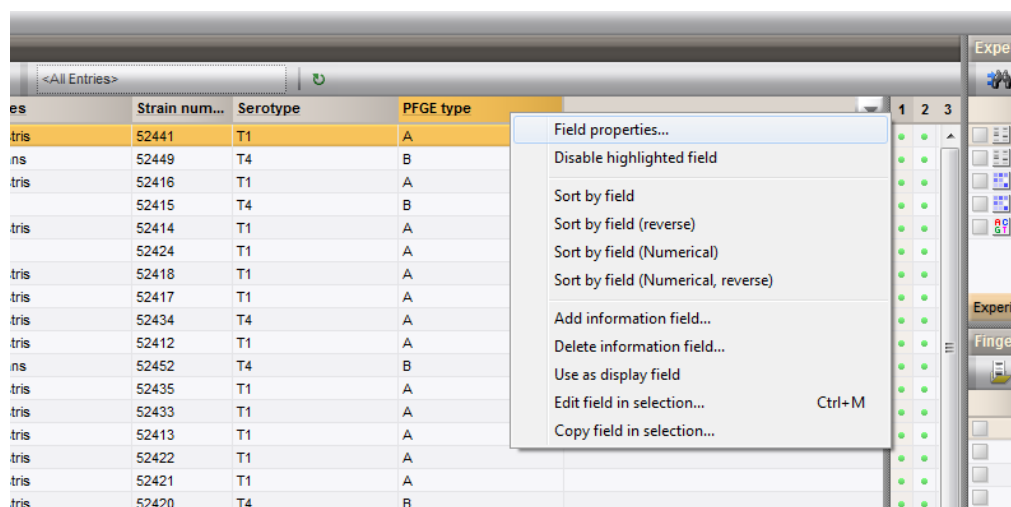 Expe
<All Entries>
es Strain num... Serotype PFGE type 1 2 3
tris 52441 T1 A
ns 52449 T4 B
tris 52416 T1 A
52415 T4 B
tris 52414 T1 A
52424 T1 A
tris 52418 T1 A
tris 52417 T1 A
tris 52434 T4 A
tris 52412 T1 A
ns 52452 T4 B
tris 52435 T1 A
tris 52433 T1 A
tris 52413 T1 A
tris 52422 T1 A
tris 52421 T1 A
tris 52420 T4 B
Field properties...
Disable highlighted field
Sort by field
Sort by field (reverse)
Sort by field (Numerical)
Sort by field (Numerical, reverse)
Add information field...
Delete information field...
Use as display field
Edit field in selection... Ctrl+M
Copy field in selection...
AC
GT
Experi
Finge